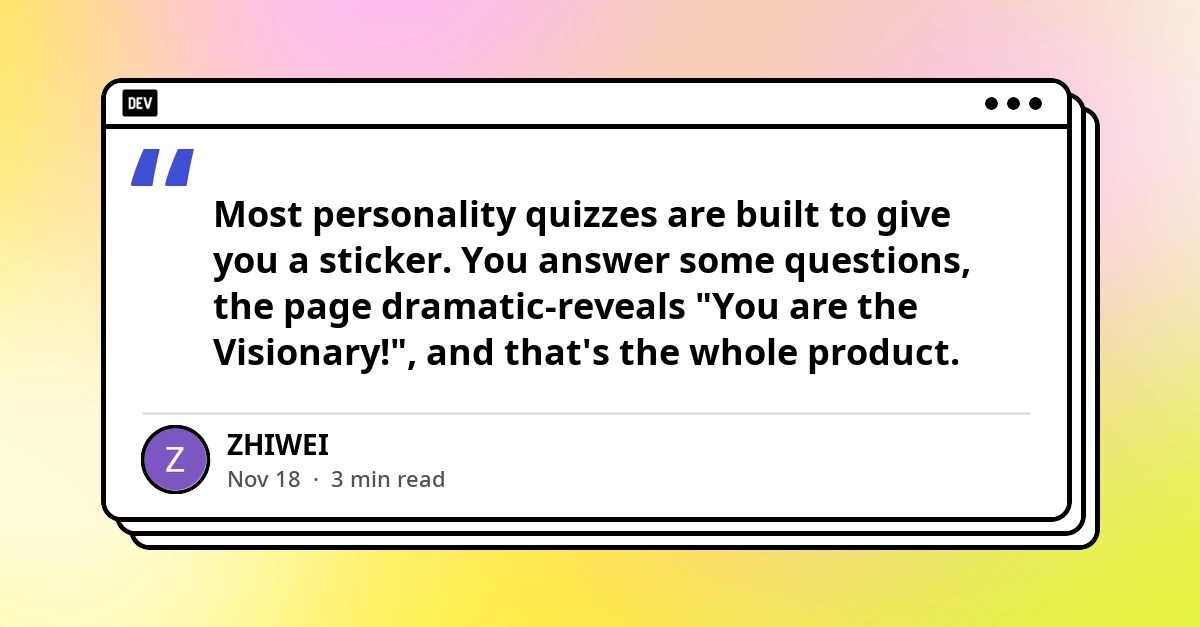 DEV
Most personality quizzes are built to give
you a sticker. You answer some questions,
the page dramatic-reveals "You are the
Visionary!", and that's the whole product.
Z
ZHIWEI
Nov 18 · 3 min read